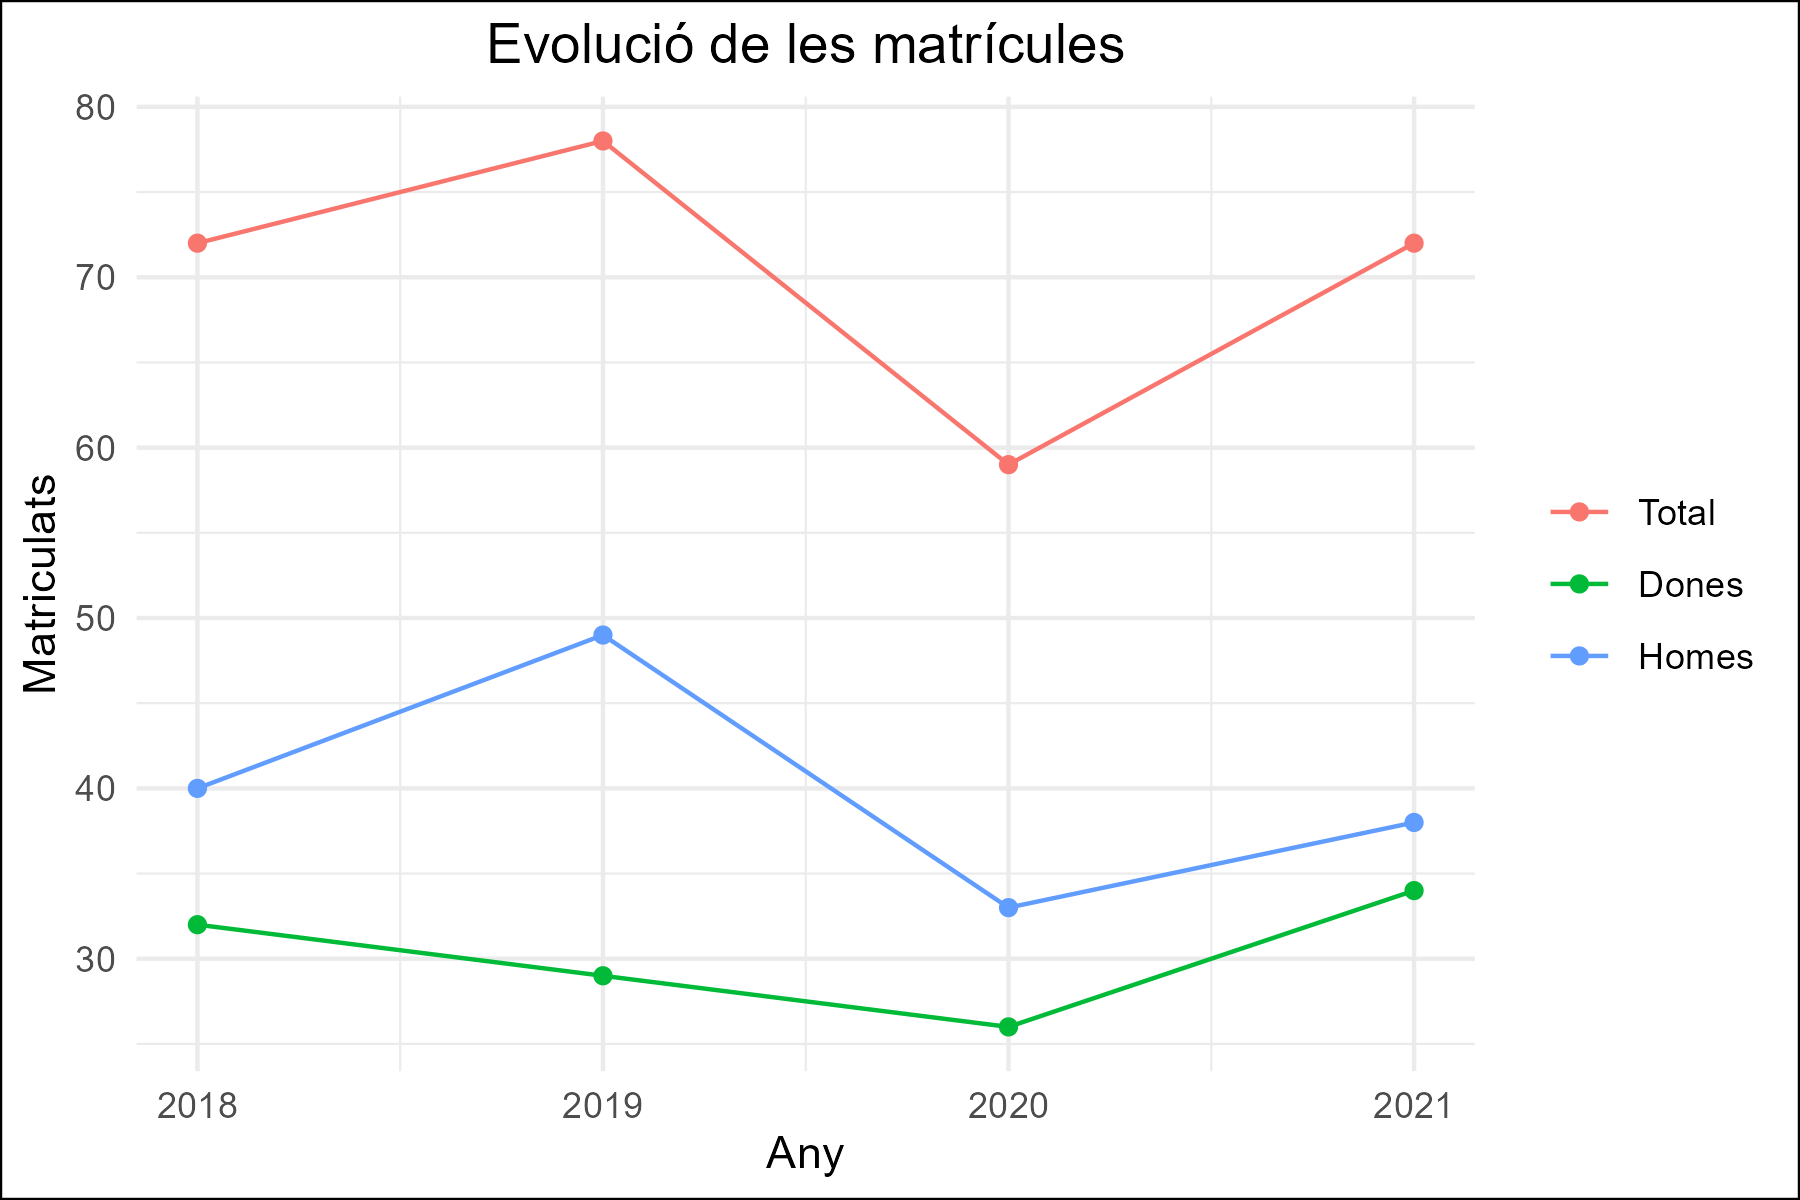 Evolució de les matrícules
80
70
60
50
40
30
Matriculats
2018 2019 2020 2021
Any
Total
Dones
Homes